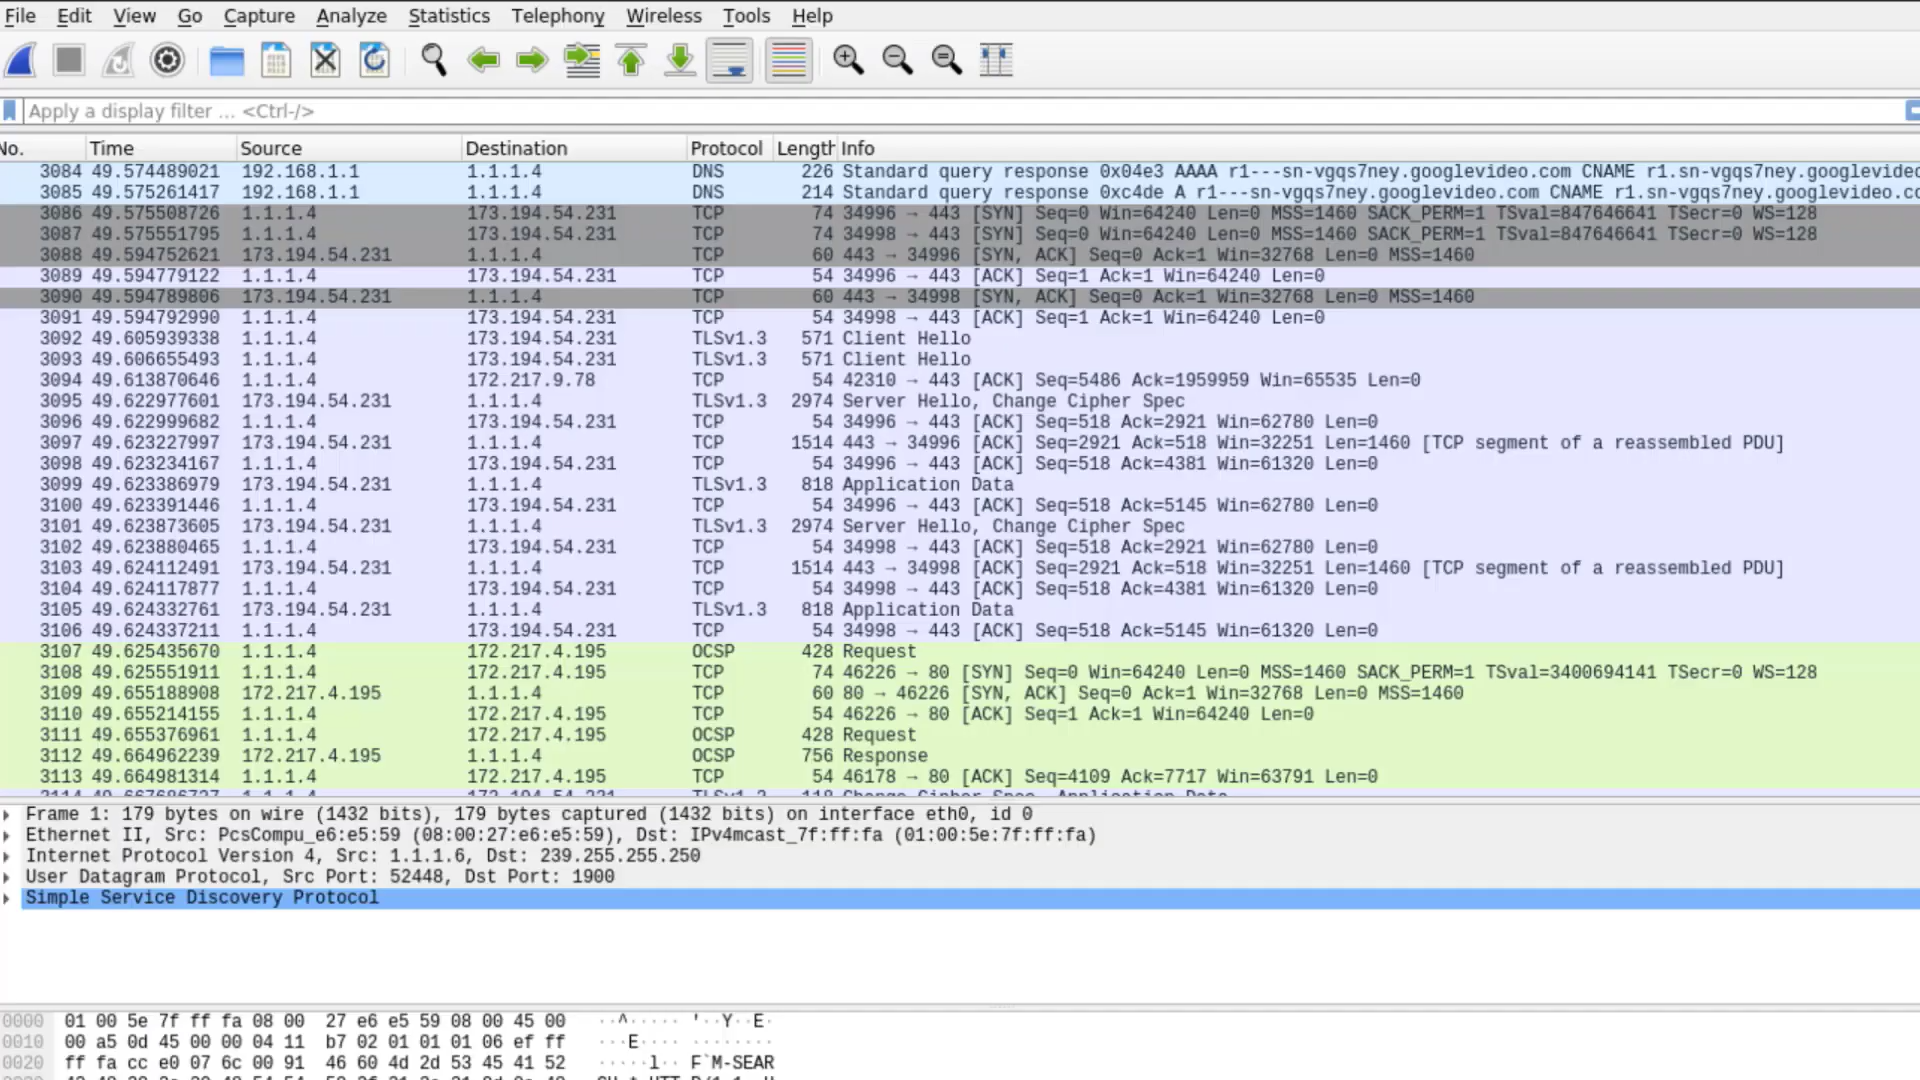 File Edit View Go Capture Analyze Statistics Telephony Wireless Tools Help
Apply a display filter … <Ctrl-/>
No. Time Source Destination Protocol Length Info
3084 49.574489021 192.168.1.1 1.1.1.4 DNS 226 Standard query response 0x04e3 AAAA r1---sn-vgqs7ney.googlevideo.com CNAME r1.sn-vgqs7ney.googlevideo
3085 49.575261417 192.168.1.1 1.1.1.4 DNS 214 Standard query response 0xc4de A r1---sn-vgqs7ney.googlevideo.com CNAME r1.sn-vgqs7ney.googlevideo.co
3086 49.575508726 1.1.1.4 173.194.54.231 TCP 74 34996 → 443 [SYN] Seq=0 Win=64240 Len=0 MSS=1460 SACK_PERM=1 TSval=847646641 TSecr=0 WS=128
3087 49.575551795 1.1.1.4 173.194.54.231 TCP 74 34998 → 443 [SYN] Seq=0 Win=64240 Len=0 MSS=1460 SACK_PERM=1 TSval=847646641 TSecr=0 WS=128
3088 49.594752621 173.194.54.231 1.1.1.4 TCP 60 443 → 34996 [SYN, ACK] Seq=0 Ack=1 Win=32768 Len=0 MSS=1460
3089 49.594779122 1.1.1.4 173.194.54.231 TCP 54 34996 → 443 [ACK] Seq=1 Ack=1 Win=64240 Len=0
3090 49.594789806 173.194.54.231 1.1.1.4 TCP 60 443 → 34998 [SYN, ACK] Seq=0 Ack=1 Win=32768 Len=0 MSS=1460
3091 49.594792990 1.1.1.4 173.194.54.231 TCP 54 34998 → 443 [ACK] Seq=1 Ack=1 Win=64240 Len=0
3092 49.605939338 1.1.1.4 173.194.54.231 TLSv1.3 571 Client Hello
3093 49.606655493 1.1.1.4 173.194.54.231 TLSv1.3 571 Client Hello
3094 49.613870646 1.1.1.4 172.217.9.78 TCP 54 42310 → 443 [ACK] Seq=5486 Ack=1959959 Win=65535 Len=0
3095 49.622977601 173.194.54.231 1.1.1.4 TLSv1.3 2974 Server Hello, Change Cipher Spec
3096 49.622999682 1.1.1.4 173.194.54.231 TCP 54 34996 → 443 [ACK] Seq=518 Ack=2921 Win=62780 Len=0
3097 49.623227997 173.194.54.231 1.1.1.4 TCP 1514 443 → 34996 [ACK] Seq=2921 Ack=518 Win=32251 Len=1460 [TCP segment of a reassembled PDU]
3098 49.623234167 1.1.1.4 173.194.54.231 TCP 54 34996 → 443 [ACK] Seq=518 Ack=4381 Win=61320 Len=0
3099 49.623386979 173.194.54.231 1.1.1.4 TLSv1.3 818 Application Data
3100 49.623391446 1.1.1.4 173.194.54.231 TCP 54 34996 → 443 [ACK] Seq=518 Ack=5145 Win=62780 Len=0
3101 49.623873605 173.194.54.231 1.1.1.4 TLSv1.3 2974 Server Hello, Change Cipher Spec
3102 49.623880465 1.1.1.4 173.194.54.231 TCP 54 34998 → 443 [ACK] Seq=518 Ack=2921 Win=62780 Len=0
3103 49.624112491 173.194.54.231 1.1.1.4 TCP 1514 443 → 34998 [ACK] Seq=2921 Ack=518 Win=32251 Len=1460 [TCP segment of a reassembled PDU]
3104 49.624117877 1.1.1.4 173.194.54.231 TCP 54 34998 → 443 [ACK] Seq=518 Ack=4381 Win=61320 Len=0
3105 49.624332761 173.194.54.231 1.1.1.4 TLSv1.3 818 Application Data
3106 49.624337211 1.1.1.4 173.194.54.231 TCP 54 34998 → 443 [ACK] Seq=518 Ack=5145 Win=61320 Len=0
3107 49.625435670 1.1.1.4 172.217.4.195 OCSP 428 Request
3108 49.625551911 1.1.1.4 172.217.4.195 TCP 74 46226 → 80 [SYN] Seq=0 Win=64240 Len=0 MSS=1460 SACK_PERM=1 TSval=3400694141 TSecr=0 WS=128
3109 49.655188908 172.217.4.195 1.1.1.4 TCP 60 80 → 46226 [SYN, ACK] Seq=0 Ack=1 Win=32768 Len=0 MSS=1460
3110 49.655214155 1.1.1.4 172.217.4.195 TCP 54 46226 → 80 [ACK] Seq=1 Ack=1 Win=64240 Len=0
3111 49.655376961 1.1.1.4 172.217.4.195 OCSP 428 Request
3112 49.664962239 172.217.4.195 1.1.1.4 OCSP 756 Response
3113 49.664981314 1.1.1.4 172.217.4.195 TCP 54 46178 → 80 [ACK] Seq=4109 Ack=7717 Win=63791 Len=0
Frame 1: 179 bytes on wire (1432 bits), 179 bytes captured (1432 bits) on interface eth0, id 0
Ethernet II, Src: PcsCompu_e6:e5:59 (08:00:27:e6:e5:59), Dst: IPv4mcast_7f:ff:fa (01:00:5e:7f:ff:fa)
Internet Protocol Version 4, Src: 1.1.1.6, Dst: 239.255.255.250
User Datagram Protocol, Src Port: 52448, Dst Port: 1900
Simple Service Discovery Protocol
0000 01 00 5e 7f ff fa 08 00 27 e6 e5 59 08 00 45 00 ··^····· '··Y··E·
0010 00 a5 0d 45 00 00 04 11 b7 02 01 01 01 06 ef ff ···E···· ········
0020 ff fa cc e0 07 6c 00 91 46 60 4d 2d 53 45 41 52 ·····l·· F`M-SEAR